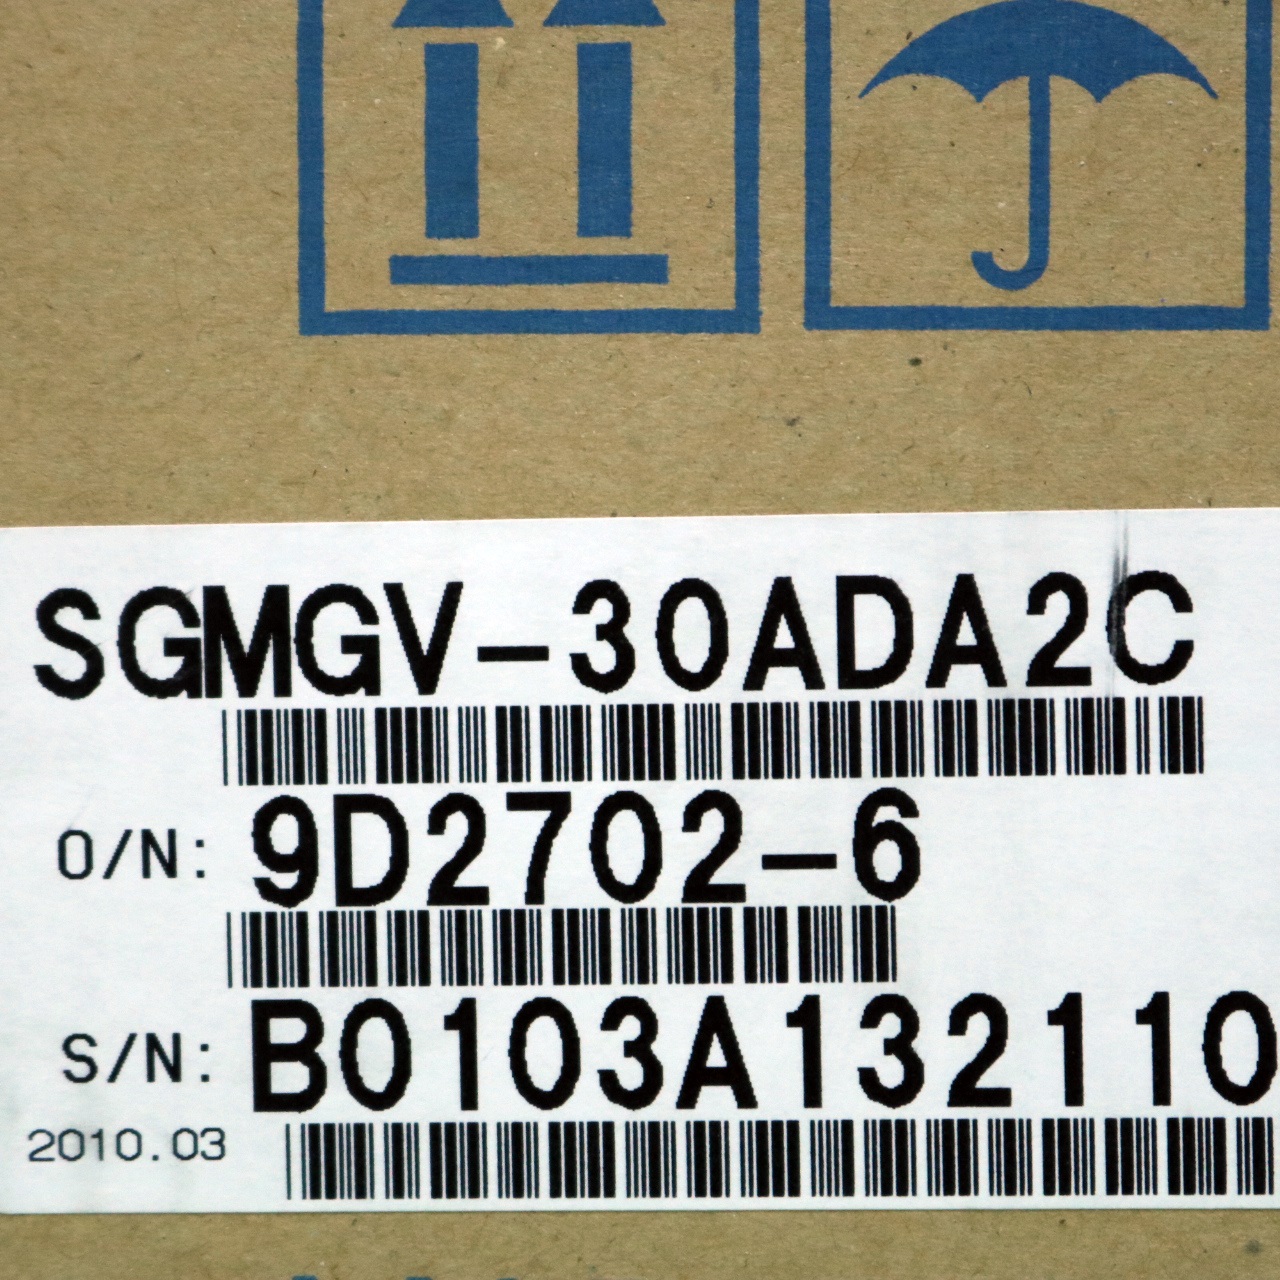 SGMGV-30ADA2C
O/N: 9D2702-6
S/N: B0103A132110
2010.03